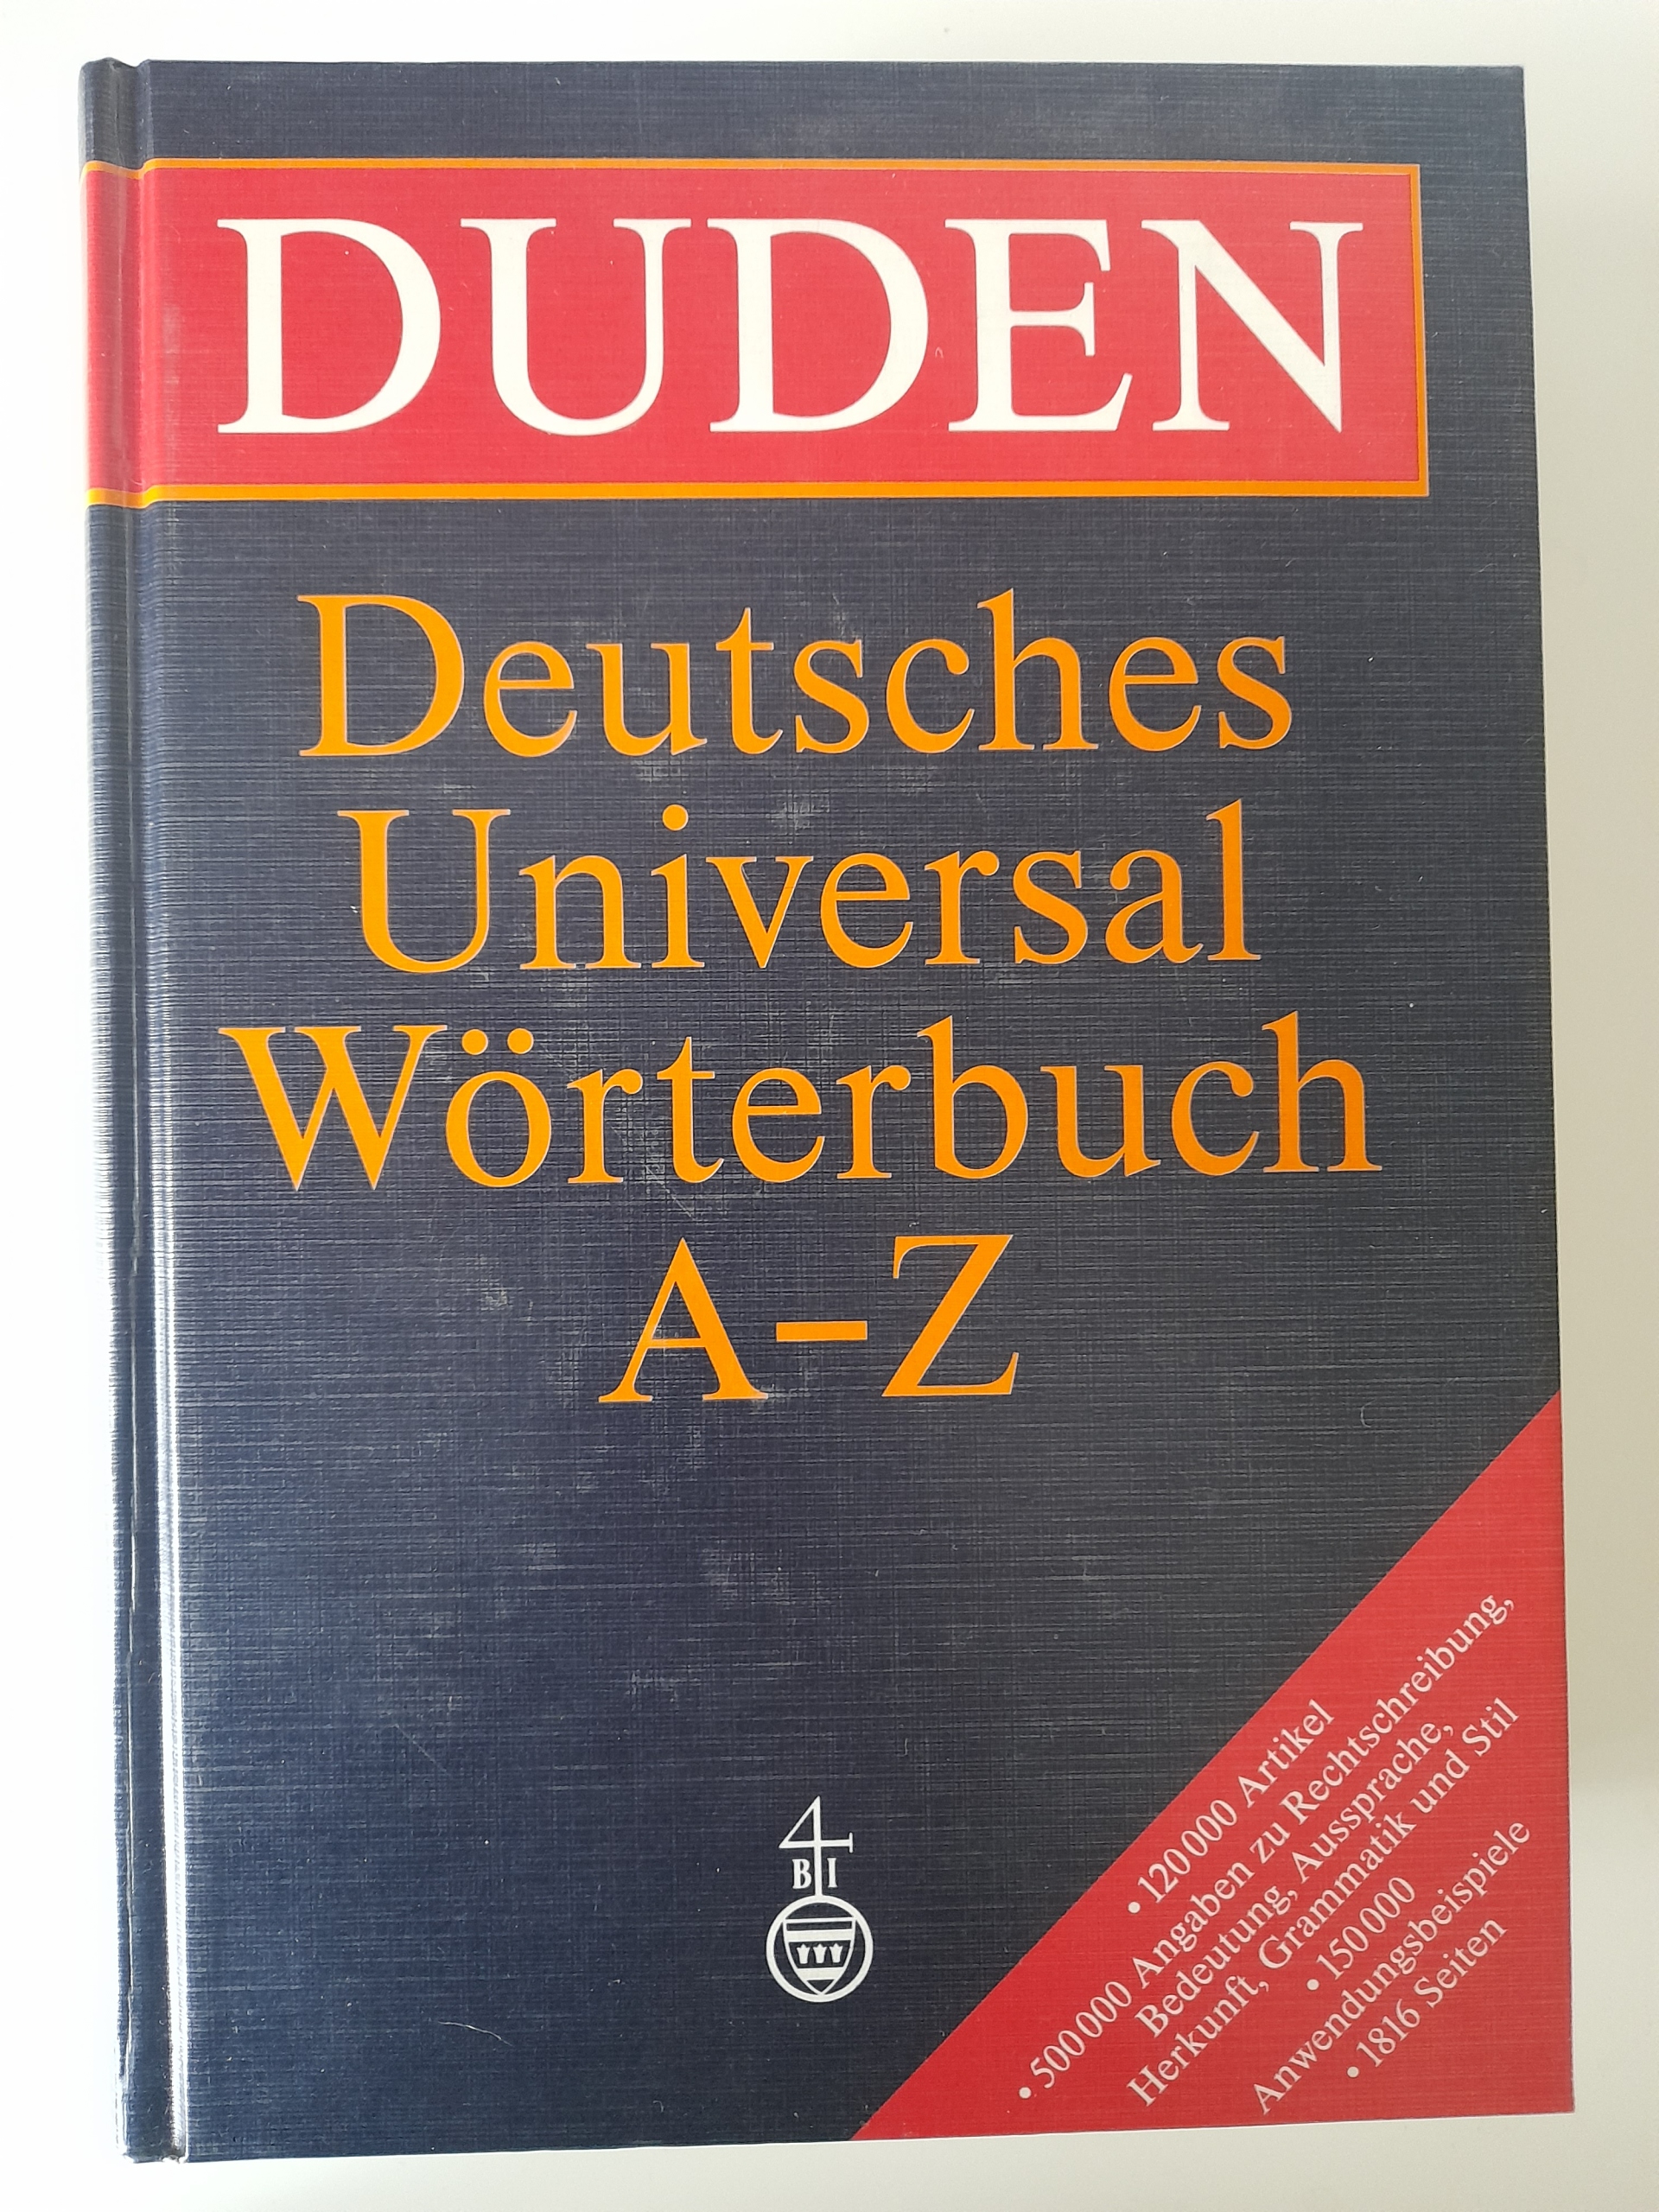 DUDEN
Deutsches
Universal
Wörterbuch
A–Z
B I
• 120000 Artikel
• 500000 Angaben zu Rechtschreibung,
Bedeutung, Aussprache,
Herkunft, Grammatik und Stil
• 150000
Anwendungsbeispiele
• 1816 Seiten